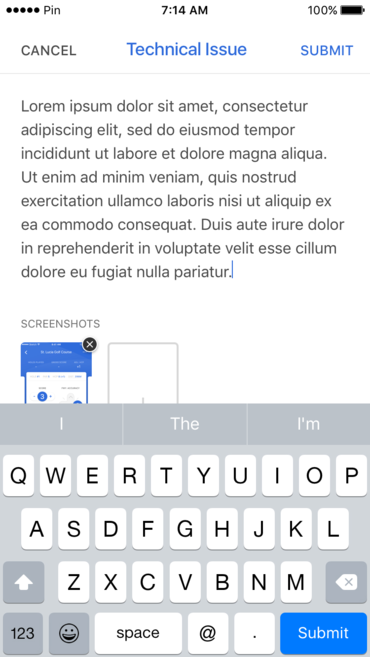 Pin 7:14 AM 100%
CANCEL Technical Issue SUBMIT
Lorem ipsum dolor sit amet, consectetur
adipiscing elit, sed do eiusmod tempor
incididunt ut labore et dolore magna aliqua.
Ut enim ad minim veniam, quis nostrud
exercitation ullamco laboris nisi ut aliquip ex
ea commodo consequat. Duis aute irure dolor
in reprehenderit in voluptate velit esse cillum
dolore eu fugiat nulla pariatur.
SCREENSHOTS
3
I The I'm
Q W E R T Y U I O P
A S D F G H J K L
Z X C V B N M
123 space @ . Submit